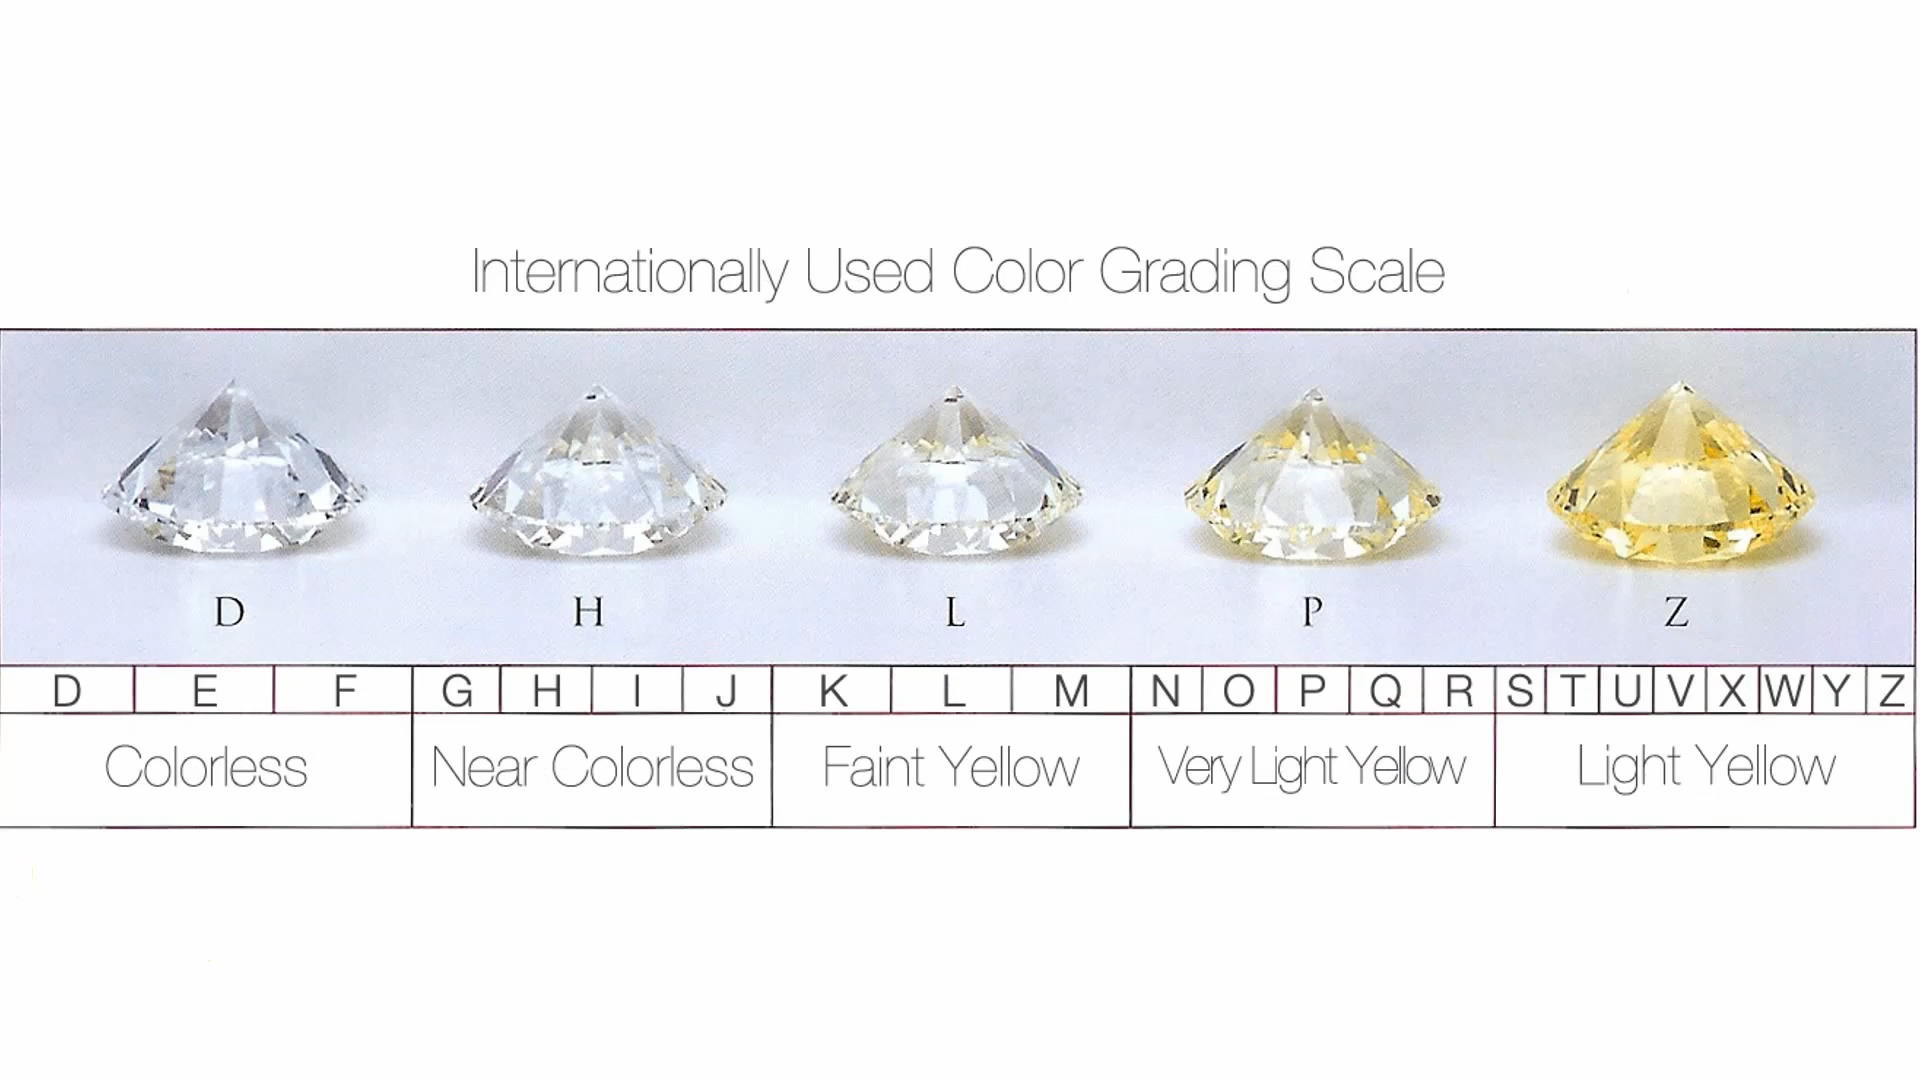 Internationally Used Color Grading Scale
D H L P Z
D E F G H I J K L M N O P Q R S T U V X W Y Z
Colorless Near Colorless Faint Yellow Very Light Yellow Light Yellow